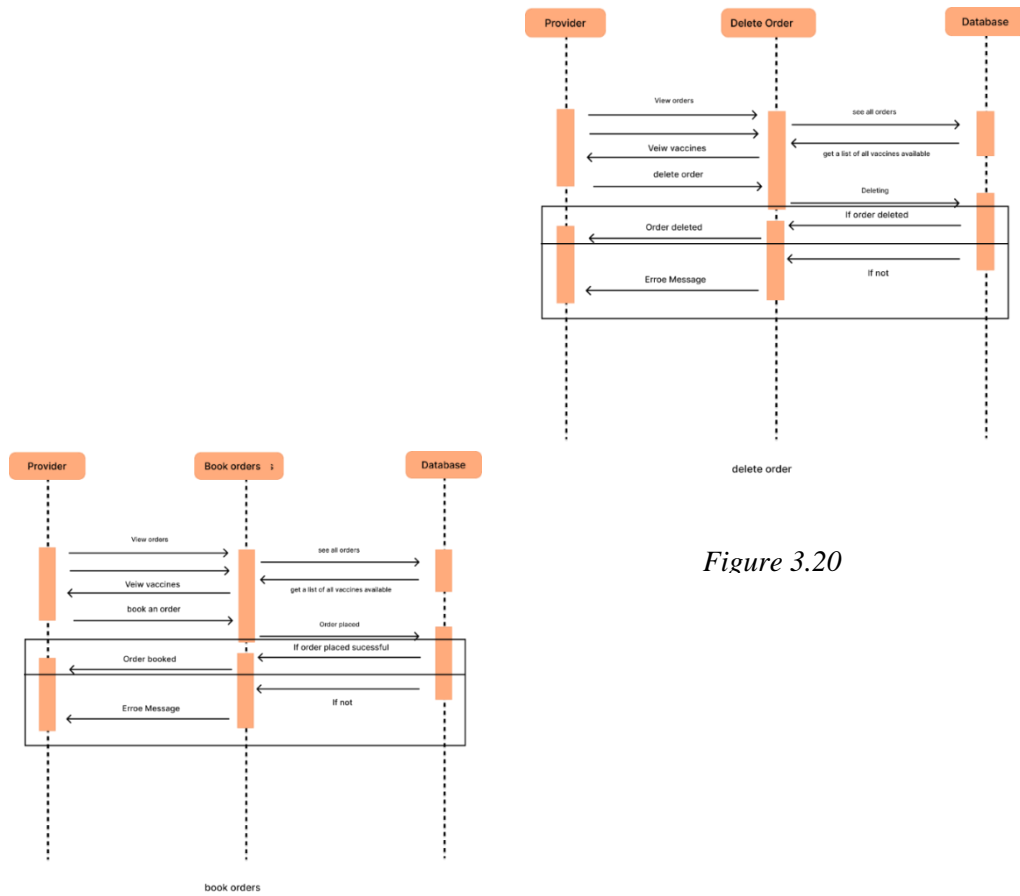 Provider
Delete Order
Database
View orders
see all orders
Veiw vaccines
get a list of all vaccines available
delete order
Deleting
If order deleted
Order deleted
If not
Erroe Message
delete order
Figure 3.20
Provider
Book orders
Database
View orders
see all orders
Veiw vaccines
get a list of all vaccines available
book an order
Order placed
If order placed sucessful
Order booked
If not
Erroe Message
book orders